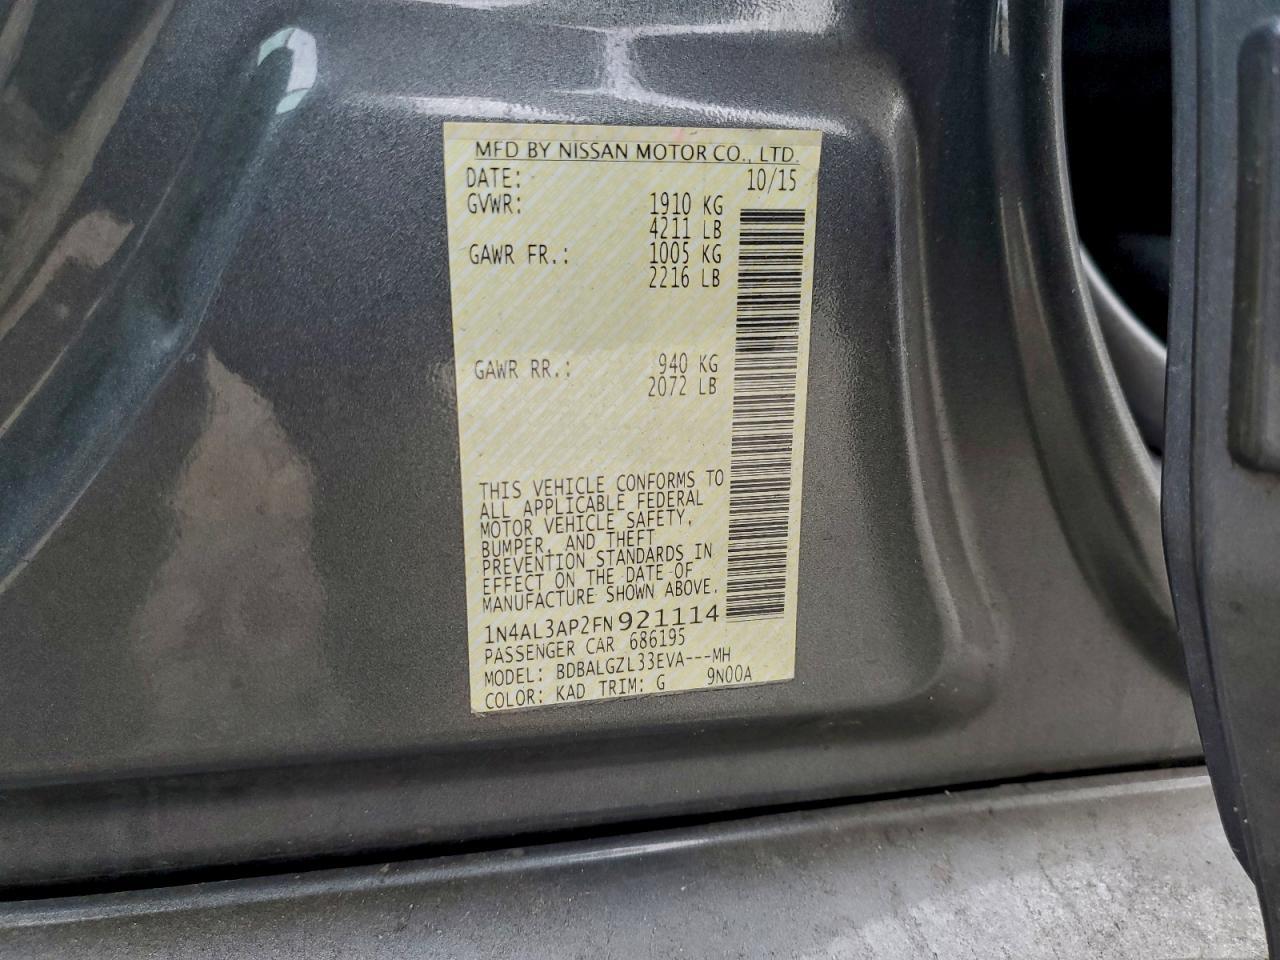 MFD BY NISSAN MOTOR CO., LTD.
DATE: 10/15
GVWR: 1910 KG
4211 LB
GAWR FR.: 1005 KG
2216 LB
GAWR RR.: 940 KG
2072 LB
THIS VEHICLE CONFORMS TO
ALL APPLICABLE FEDERAL
MOTOR VEHICLE SAFETY,
BUMPER, AND THEFT
PREVENTION STANDARDS IN
EFFECT ON THE DATE OF
MANUFACTURE SHOWN ABOVE.
1N4AL3AP2FN921114
PASSENGER CAR 686195
MODEL: BDBALGZL33EVA---MH
COLOR: KAD TRIM: G 9N00A